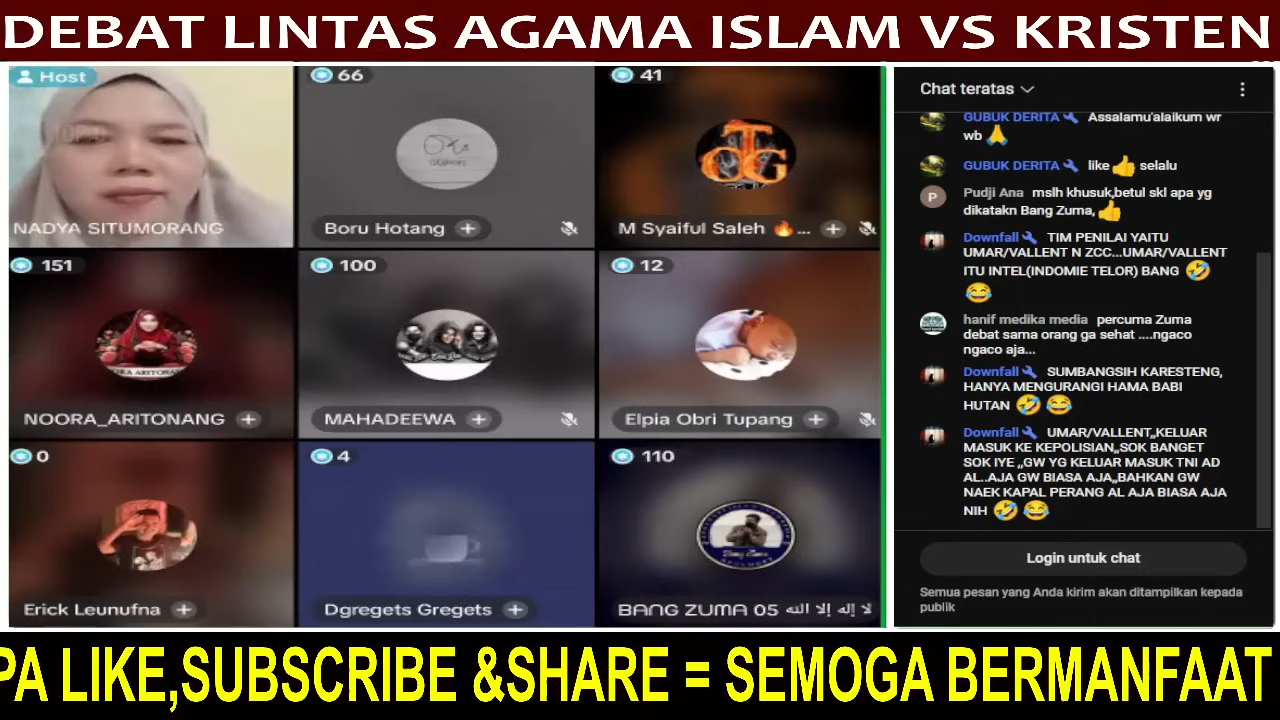 DEBAT LINTAS AGAMA ISLAM VS KRISTEN
Host
NADYA SITUMORANG
66
Boru Hotang +
41
TOG
M Syaiful Saleh 🔥... +
151
NOORA_ARITONANG +
100
MAHADEEWA +
12
Elpia Obri Tupang +
0
Erick Leunufna +
4
Dgregets Gregets +
110
BANG ZUMA 05 لا إله إلا الله
Chat teratas
GUBUK DERITA Assalamu'alaikum wr
wb 🙏
GUBUK DERITA like 👍 selalu
P
Pudji Ana mslh khusuk,betul skl apa yg
dikatakn Bang Zuma,👍
Downfall TIM PENILAI YAITU
UMAR/VALLENT N ZCC...UMAR/VALLENT
ITU INTEL(INDOMIE TELOR) BANG 🤣
😂
hanif medika media percuma Zuma
debat sama orang ga sehat ....ngaco
ngaco aja...
Downfall SUMBANGSIH KARESTENG,
HANYA MENGURANGI HAMA BABI
HUTAN 🤣 😂
Downfall UMAR/VALLENT,,KELUAR
MASUK KE KEPOLISIAN,,SOK BANGET
SOK IYE ,,GW YG KELUAR MASUK TNI AD
AL..AJA GW BIASA AJA,,BAHKAN GW
NAEK KAPAL PERANG AL AJA BIASA AJA
NIH 🤣 😂
Login untuk chat
Semua pesan yang Anda kirim akan ditampilkan kepada
publik
PA LIKE,SUBSCRIBE &SHARE = SEMOGA BERMANFAAT